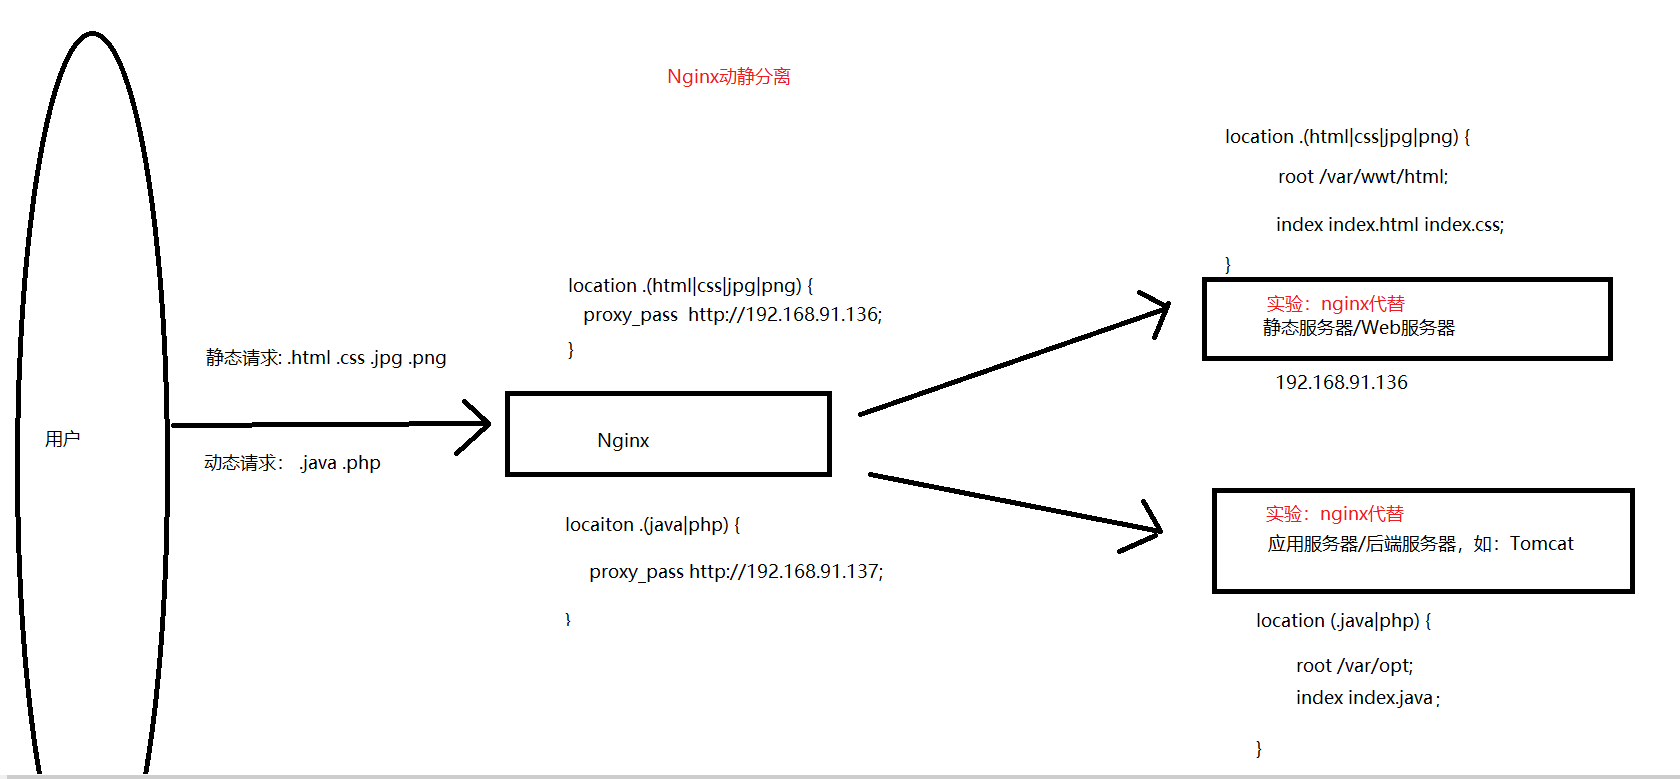 Nginx动静分离
用户
静态请求: .html .css .jpg .png
动态请求： .java .php
location .(html|css|jpg|png) {
proxy_pass  http://192.168.91.136;
}
Nginx
locaiton .(java|php) {
proxy_pass http://192.168.91.137;
}
location .(html|css|jpg|png) {
root /var/wwt/html;
index index.html index.css;
}
实验：nginx代替
静态服务器/Web服务器
192.168.91.136
实验：nginx代替
应用服务器/后端服务器，如：Tomcat
location (.java|php) {
root /var/opt;
index index.java；
}